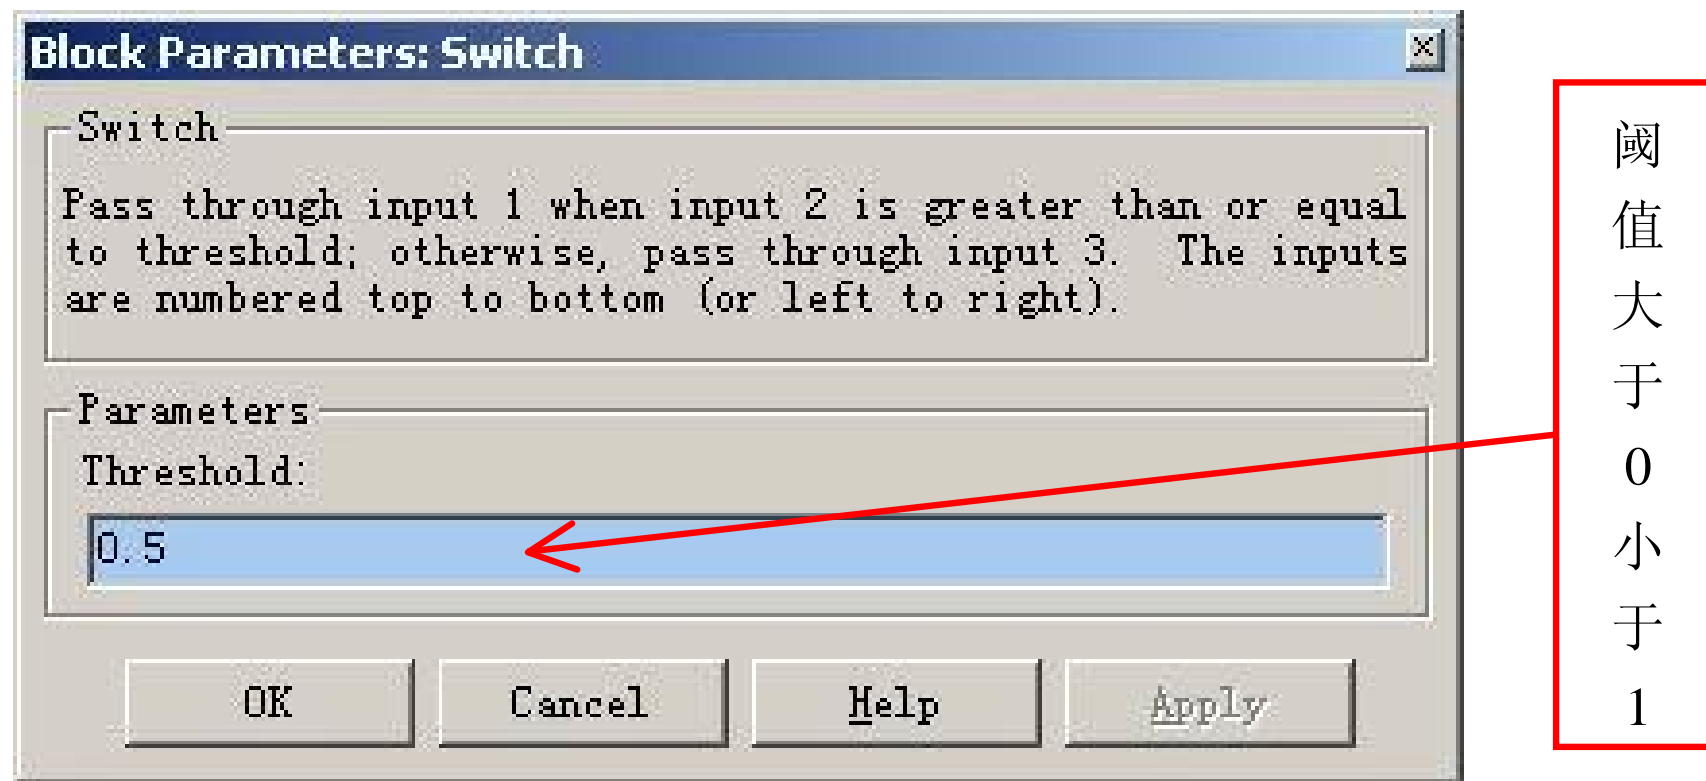 Block Parameters: Switch
Switch
Pass through input 1 when input 2 is greater than or equal
to threshold; otherwise, pass through input 3. The inputs
are numbered top to bottom (or left to right).
Parameters
Threshold:
0.5
OK
Cancel
Help
Apply
阈值大于0小于1